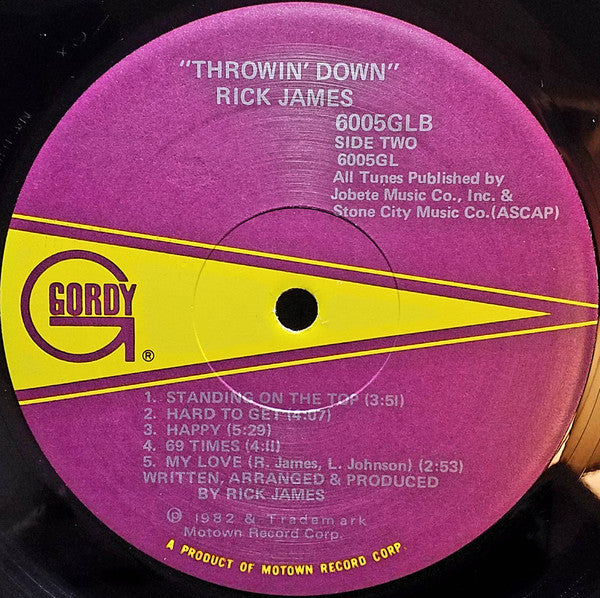 "THROWIN' DOWN"
RICK JAMES
6005GLB
SIDE TWO
6005GL
All Tunes Published by
Jobete Music Co., Inc. &
Stone City Music Co.(ASCAP)
GORDY
®
1. STANDING ON THE TOP (3:51)
2. HARD TO GET (4:07)
3. HAPPY (5:29)
4. 69 TIMES (4:11)
5. MY LOVE (R. James, L. Johnson) (2:53)
WRITTEN, ARRANGED & PRODUCED
BY RICK JAMES
℗ 1982 & Trademark
Motown Record Corp.
A PRODUCT OF MOTOWN RECORD CORP.